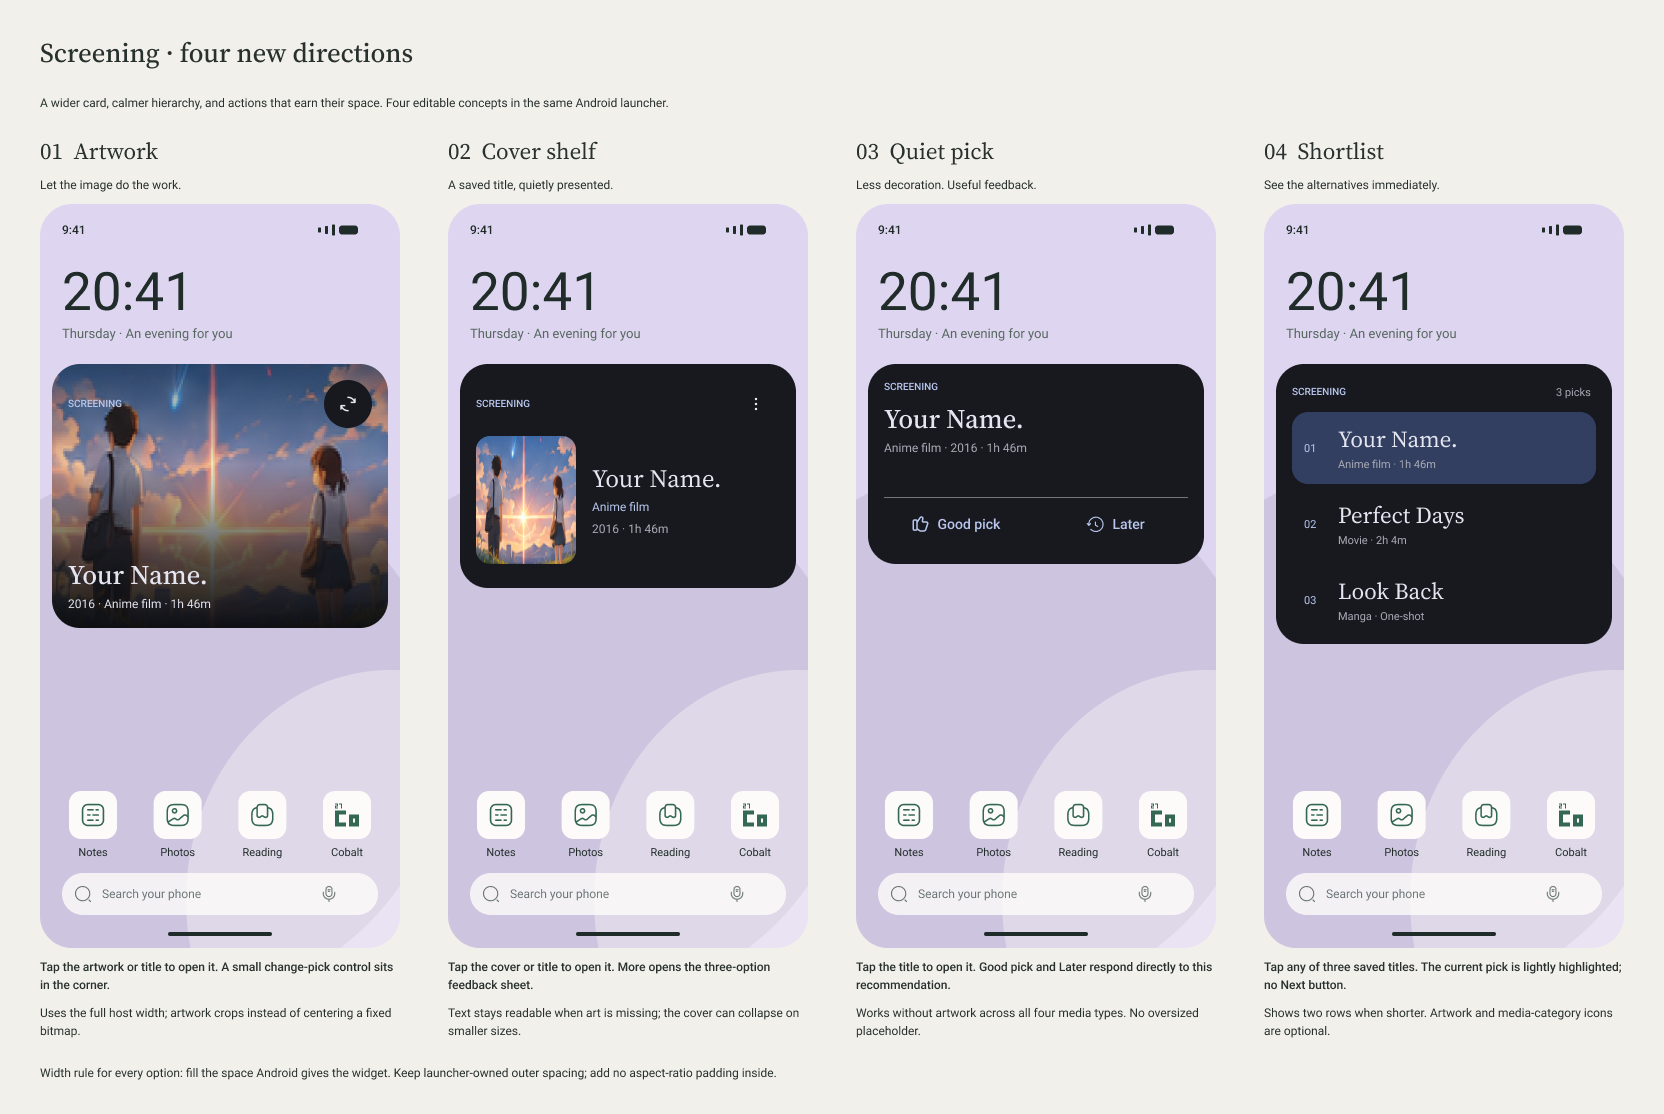 Screening · four new directions
A wider card, calmer hierarchy, and actions that earn their space. Four editable concepts in the same Android launcher.
01 Artwork
Let the image do the work.
9:41
20:41
Thursday · An evening for you
SCREENING
Your Name.
2016 · Anime film · 1h 46m
Notes
Photos
Reading
27
Co
Cobalt
Search your phone
Tap the artwork or title to open it. A small change-pick control sits
in the corner.
Uses the full host width; artwork crops instead of centering a fixed
bitmap.
02 Cover shelf
A saved title, quietly presented.
9:41
20:41
Thursday · An evening for you
SCREENING
Your Name.
Anime film
2016 · 1h 46m
Notes
Photos
Reading
27
Co
Cobalt
Search your phone
Tap the cover or title to open it. More opens the three-option
feedback sheet.
Text stays readable when art is missing; the cover can collapse on
smaller sizes.
03 Quiet pick
Less decoration. Useful feedback.
9:41
20:41
Thursday · An evening for you
SCREENING
Your Name.
Anime film · 2016 · 1h 46m
Good pick
Later
Notes
Photos
Reading
27
Co
Cobalt
Search your phone
Tap the title to open it. Good pick and Later respond directly to this
recommendation.
Works without artwork across all four media types. No oversized
placeholder.
04 Shortlist
See the alternatives immediately.
9:41
20:41
Thursday · An evening for you
SCREENING
3 picks
01
Your Name.
Anime film · 1h 46m
02
Perfect Days
Movie · 2h 4m
03
Look Back
Manga · One-shot
Notes
Photos
Reading
27
Co
Cobalt
Search your phone
Tap any of three saved titles. The current pick is lightly highlighted;
no Next button.
Shows two rows when shorter. Artwork and media-category icons
are optional.
Width rule for every option: fill the space Android gives the widget. Keep launcher-owned outer spacing; add no aspect-ratio padding inside.